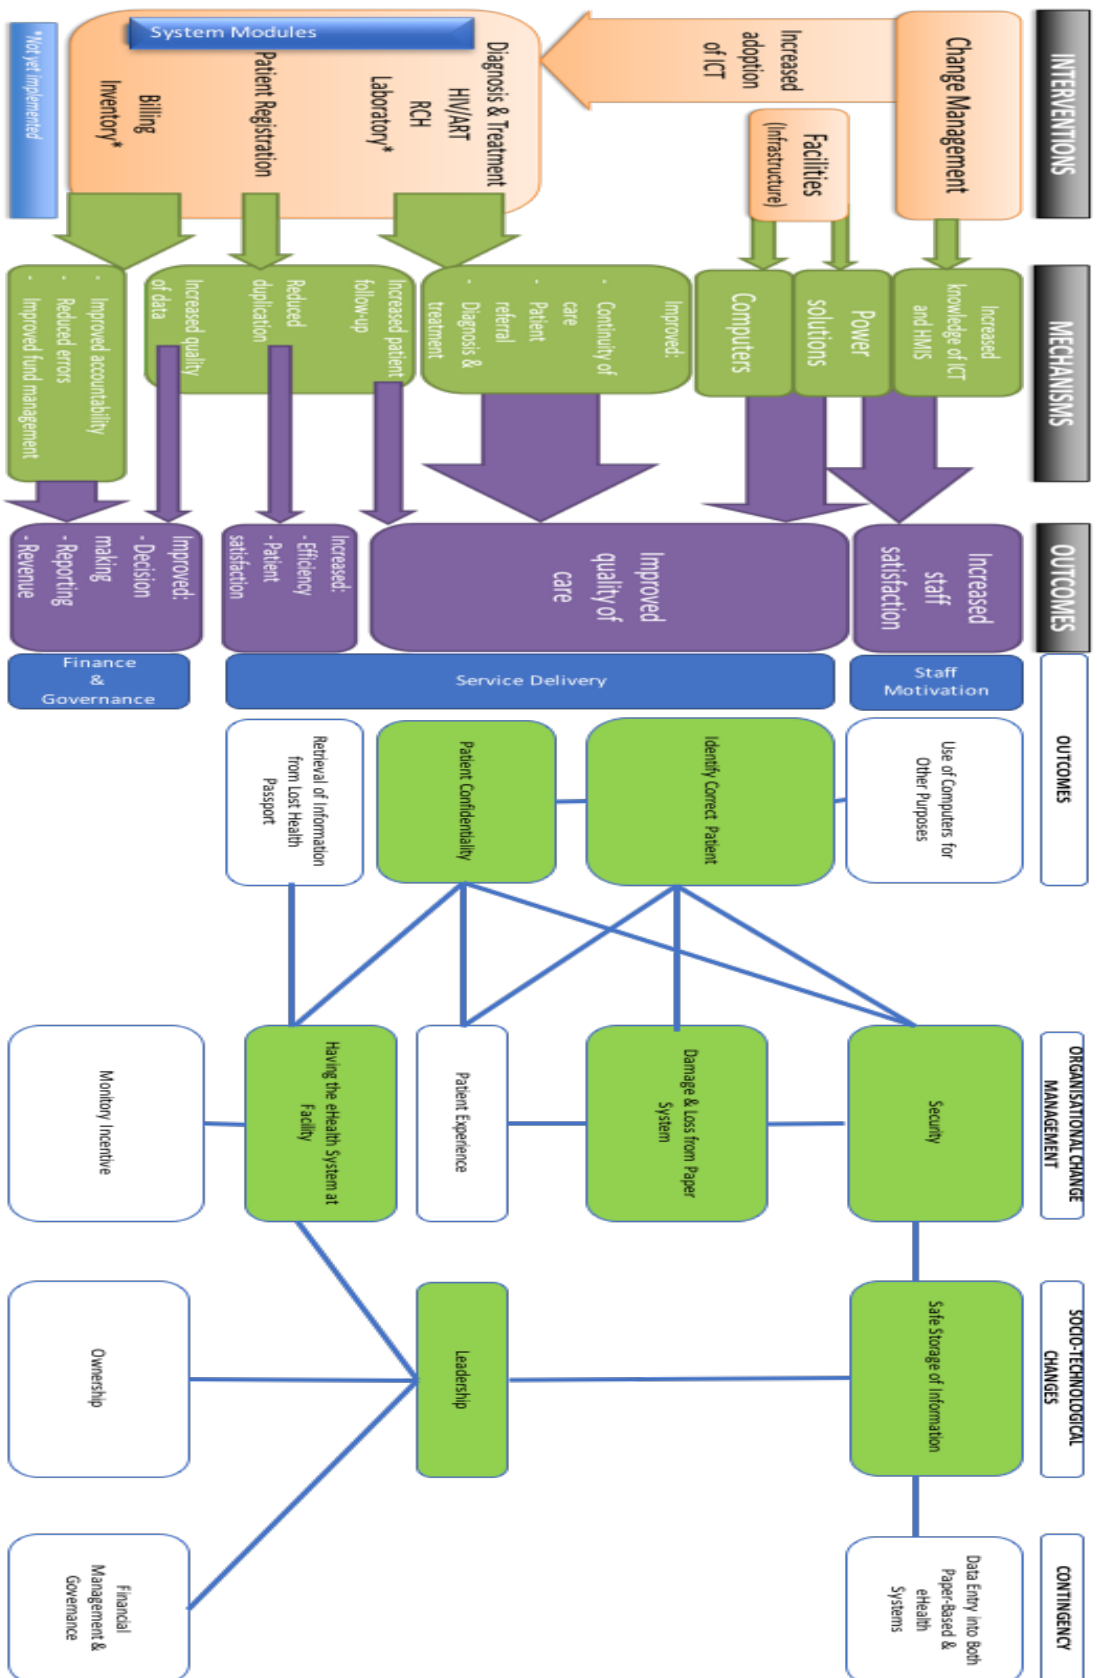 INTERVENTIONS
MECHANISMS
OUTCOMES
OUTCOMES
ORGANISATIONAL CHANGE
MANAGEMENT
SOCIO-TECHNOLOGICAL
CHANGES
CONTINGENCY
Change Management
Increased
adoption
of ICT
Facilities
(Infrastructure)
System Modules
Diagnosis & Treatment
HIV/ART
RCH
Laboratory*
Patient Registration
Billing
Inventory*
*Not yet implemented
Increased
knowledge of ICT
and HMIS
Power
solutions
Computers
Improved:
- Continuity of
care
- Patient
referral
- Diagnosis &
treatment
Increased patient
follow-up
Reduced
duplication
Increased quality
of data
- Improved accountability
- Reduced errors
- Improved fund management
Increased
staff
satisfaction
Improved
quality of
care
Increased:
- Efficiency
- Patient
satisfaction
Improved:
- Decision
making
- Reporting
- Revenue
Staff
Motivation
Service Delivery
Finance
&
Governance
Use of Computers for
Other Purposes
Identify Correct Patient
Patient Confidentiality
Retrieval of Information
from Lost Health
Passport
Security
Damage & Loss from Paper
System
Patient Experience
Having the eHealth System at
Facility
Monitory Incentive
Safe Storage of Information
Leadership
Ownership
Data Entry into Both
Paper-Based &
eHealth
Systems
Financial
Management &
Governance